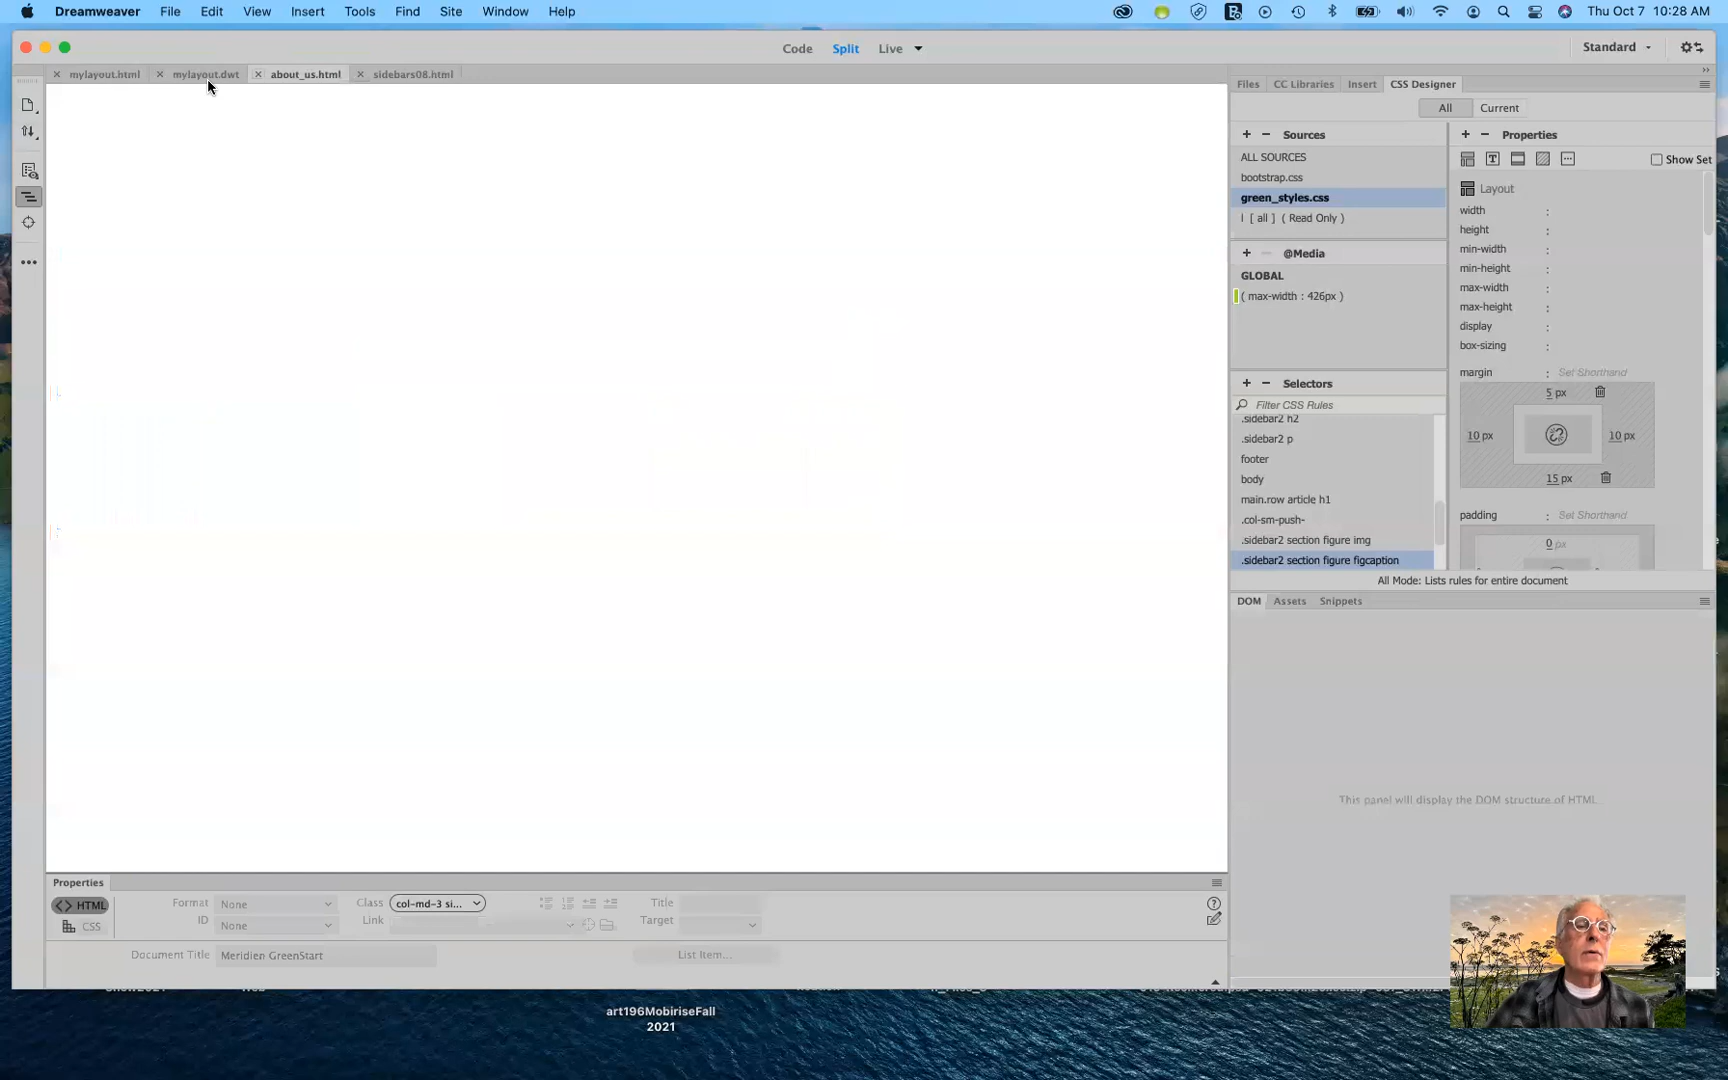 Dreamweaver File Edit View Insert Tools Commands Find Site Window Help Thu Oct 7 10:28 AM
Code Split Live Standard
mylayout.html mylayout.dwt about_us.html sidebars08.html
Files CC Libraries Insert CSS Designer
All Current
+ − Sources
ALL SOURCES
bootstrap.css
green_styles.css
[ all ] ( Read Only )
+ − @Media
GLOBAL
( max-width : 426px )
+ − Selectors
Filter CSS Rules
.sidebar2 h2
.sidebar2 p
footer
body
main.row article h1
.col-sm-push-
.sidebar2 section figure img
.sidebar2 section figure figcaption
+ − Properties
Show Set
Layout
width :
height :
min-width :
min-height :
max-width :
max-height :
display :
box-sizing :
margin : Set Shorthand
5 px
10 px 10 px
15 px
padding : Set Shorthand
0 px
All Mode: Lists rules for entire document
DOM Assets Snippets
This panel will display the DOM structure of HTML...
Properties
<> HTML Format None Class col-md-3 si... Title
CSS ID None Link Target
Document Title Meridien GreenStart List Item...
art196MobiriseFall
2021